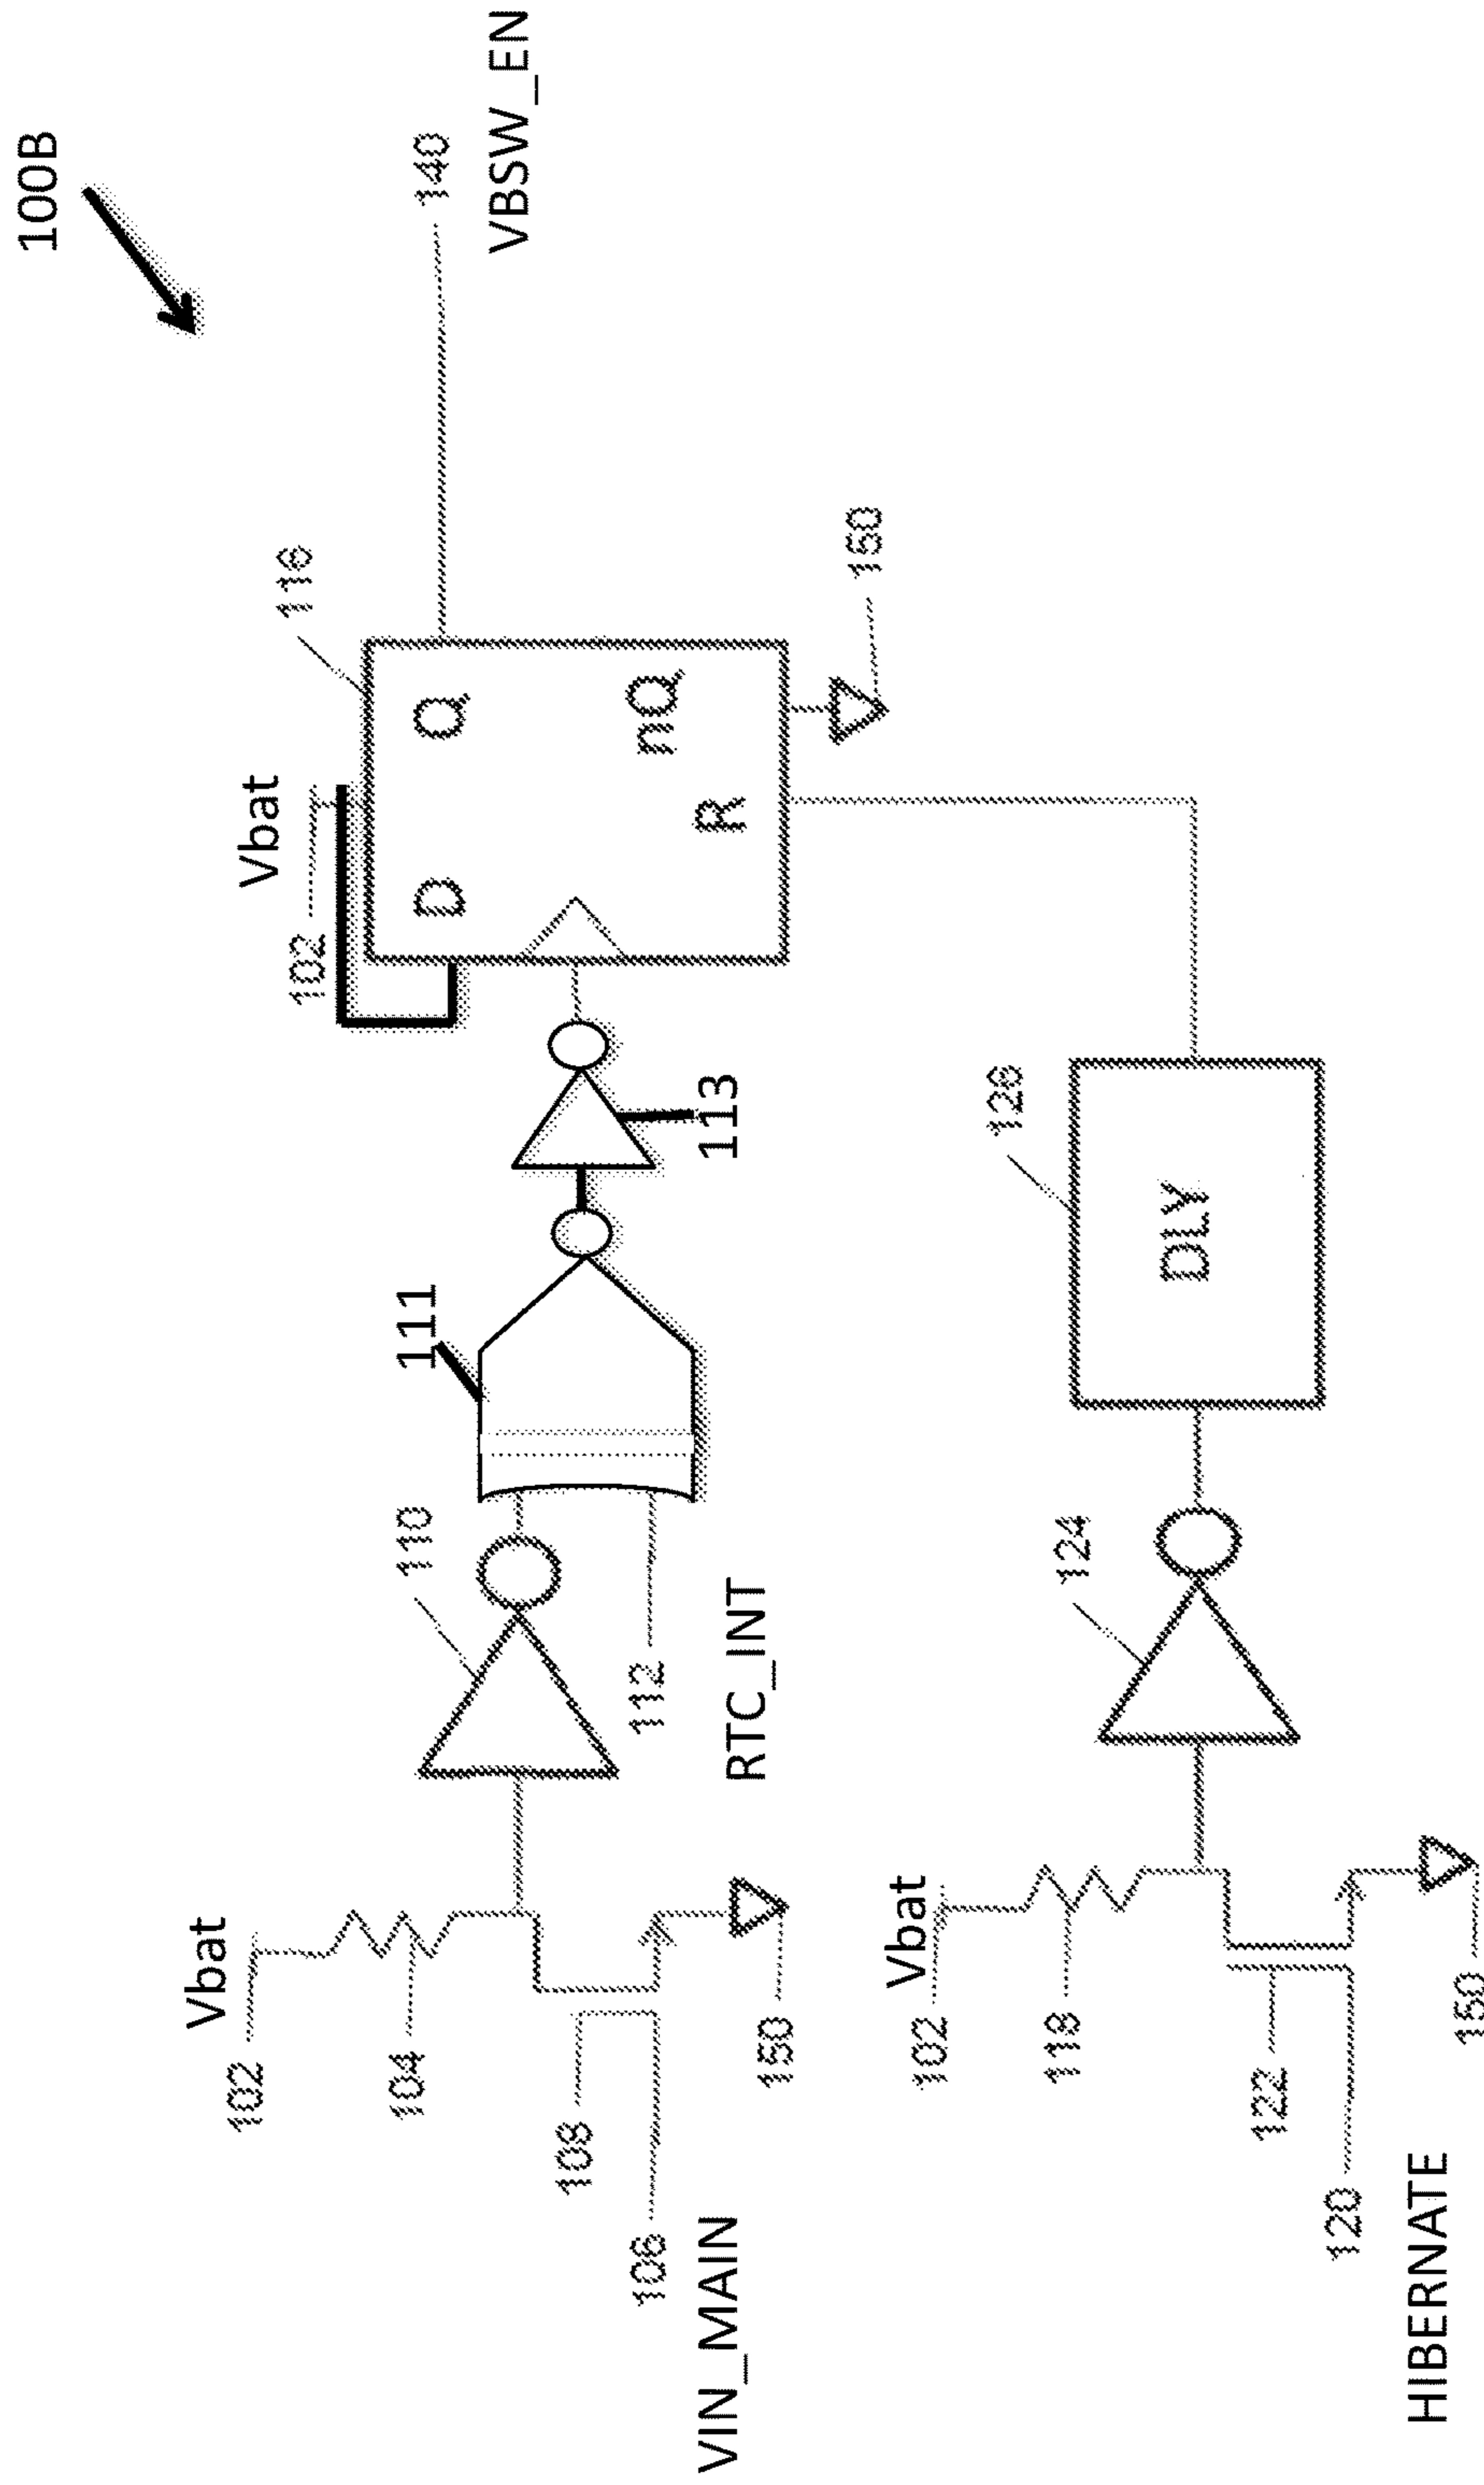 100B
140
VBSW_EN
116
Vbat
102
D
Q
nQ
R
150
111
113
110
112
RTC_INT
Vbat
102
104
108
106
VIN_MAIN
150
128
DLY
124
Vbat
102
118
122
120
HIBERNATE
150